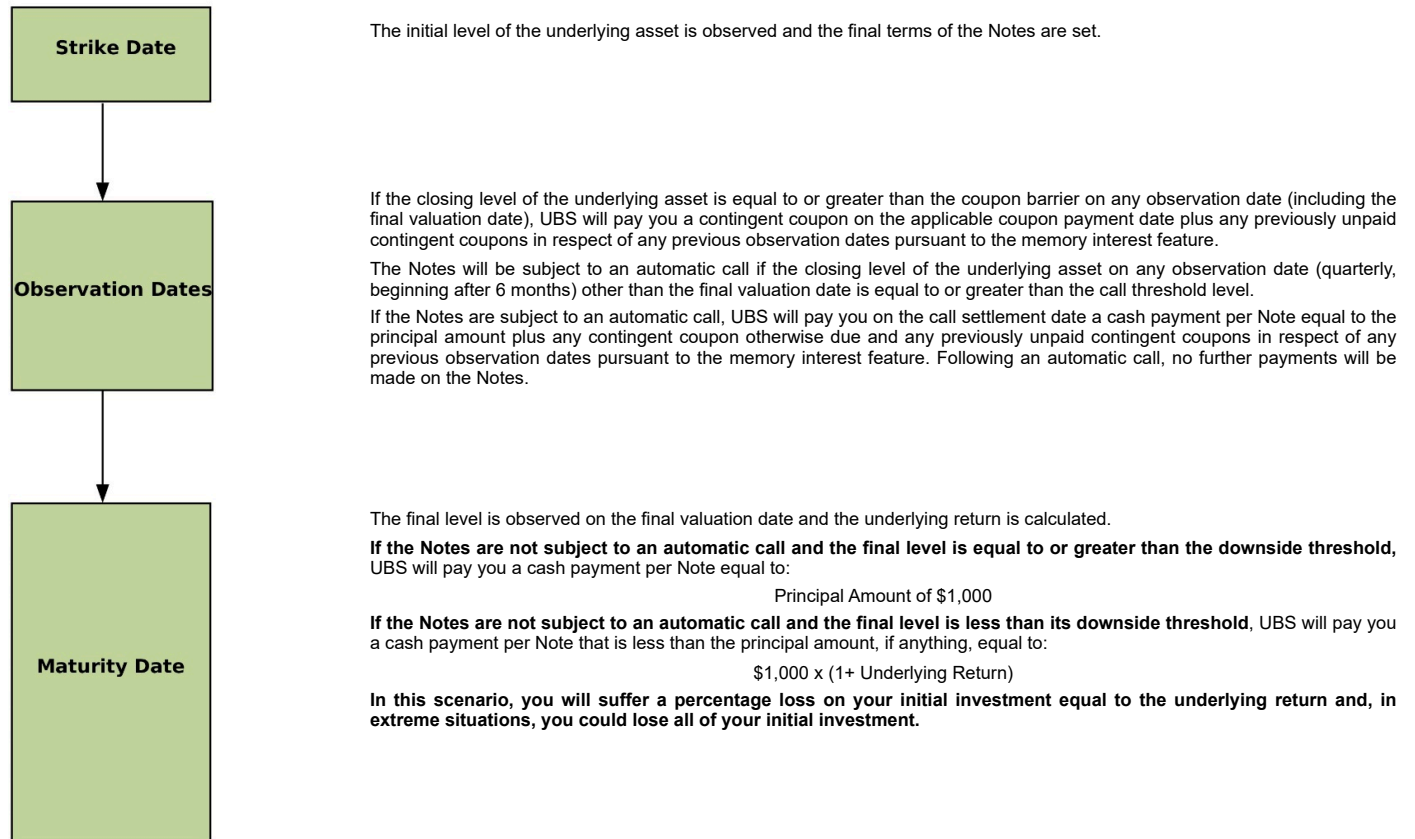 Strike Date
The initial level of the underlying asset is observed and the final terms of the Notes are set.
Observation Dates
If the closing level of the underlying asset is equal to or greater than the coupon barrier on any observation date (including the
final valuation date), UBS will pay you a contingent coupon on the applicable coupon payment date plus any previously unpaid
contingent coupons in respect of any previous observation dates pursuant to the memory interest feature.
The Notes will be subject to an automatic call if the closing level of the underlying asset on any observation date (quarterly,
beginning after 6 months) other than the final valuation date is equal to or greater than the call threshold level.
If the Notes are subject to an automatic call, UBS will pay you on the call settlement date a cash payment per Note equal to the
principal amount plus any contingent coupon otherwise due and any previously unpaid contingent coupons in respect of any
previous observation dates pursuant to the memory interest feature. Following an automatic call, no further payments will be
made on the Notes.
Maturity Date
The final level is observed on the final valuation date and the underlying return is calculated.
If the Notes are not subject to an automatic call and the final level is equal to or greater than the downside threshold,
UBS will pay you a cash payment per Note equal to:
Principal Amount of $1,000
If the Notes are not subject to an automatic call and the final level is less than its downside threshold, UBS will pay you
a cash payment per Note that is less than the principal amount, if anything, equal to:
$1,000 x (1+ Underlying Return)
In this scenario, you will suffer a percentage loss on your initial investment equal to the underlying return and, in
extreme situations, you could lose all of your initial investment.